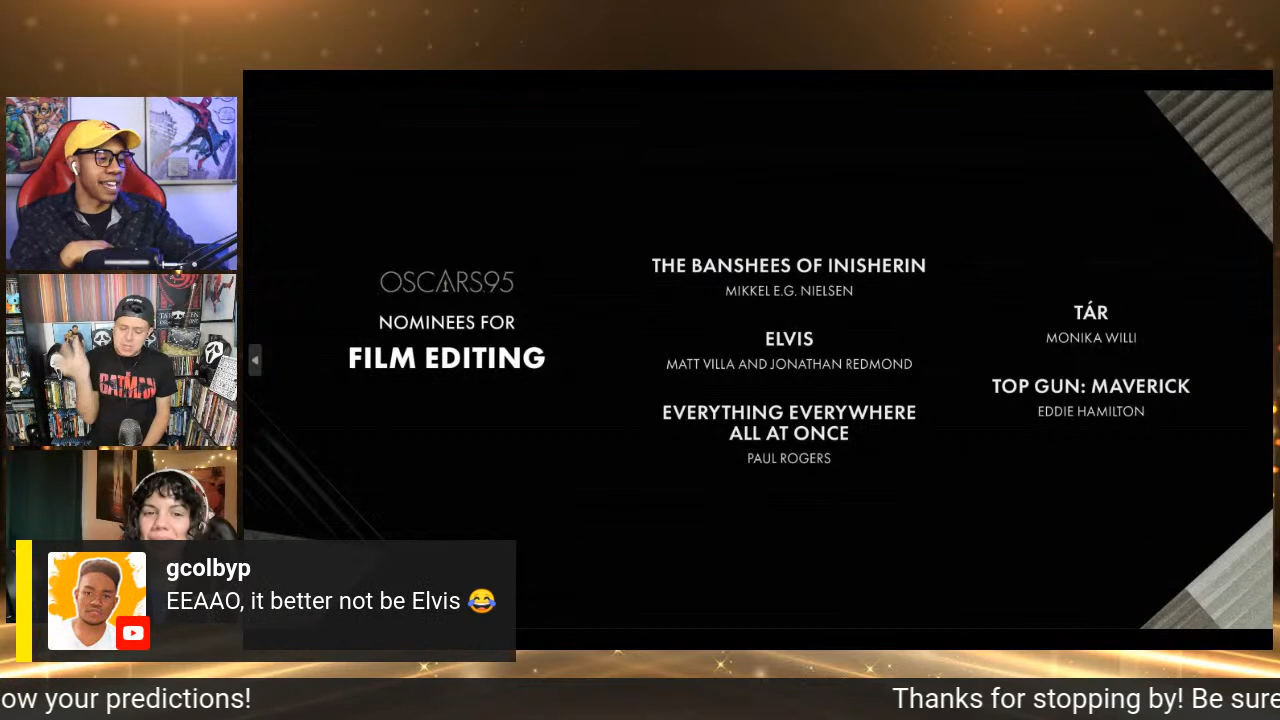 OSCARS95
NOMINEES FOR
FILM EDITING
THE BANSHEES OF INISHERIN
MIKKEL E.G. NIELSEN
ELVIS
MATT VILLA AND JONATHAN REDMOND
EVERYTHING EVERYWHERE
ALL AT ONCE
PAUL ROGERS
TÁR
MONIKA WILLI
TOP GUN: MAVERICK
EDDIE HAMILTON
BATMAN
gcolbyp
EEAAO, it better not be Elvis 😂
ow your predictions!
Thanks for stopping by! Be sure